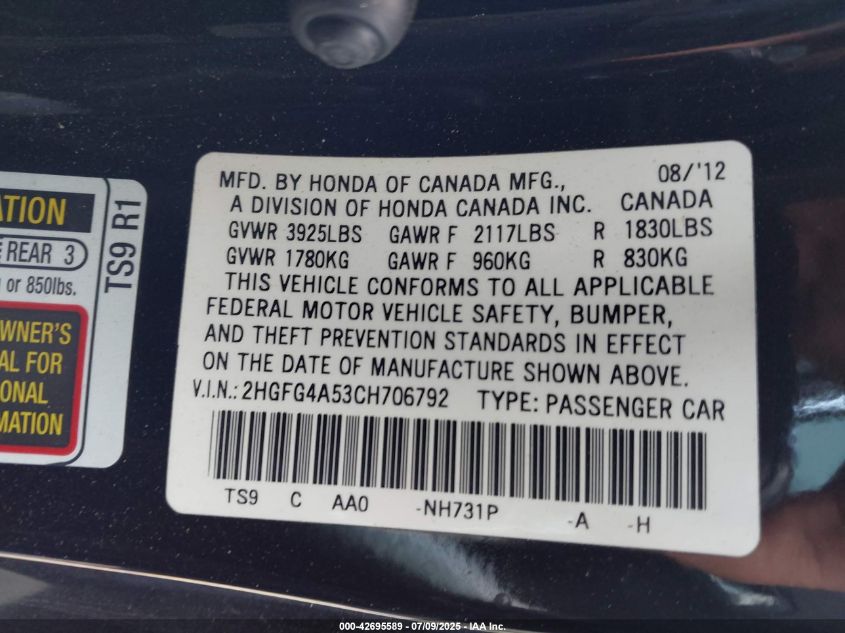 ATION
REAR 3
or 850lbs.
OWNER'S
AL FOR
ONAL
MATION
TS9 R1
MFD. BY HONDA OF CANADA MFG., 08/'12
A DIVISION OF HONDA CANADA INC. CANADA
GVWR 3925LBS GAWR F 2117LBS R 1830LBS
GVWR 1780KG GAWR F 960KG R 830KG
THIS VEHICLE CONFORMS TO ALL APPLICABLE
FEDERAL MOTOR VEHICLE SAFETY, BUMPER,
AND THEFT PREVENTION STANDARDS IN EFFECT
ON THE DATE OF MANUFACTURE SHOWN ABOVE.
V.I.N.: 2HGFG4A53CH706792 TYPE: PASSENGER CAR
TS9 C AA0 -NH731P -A -H
000-42695589 - 07/09/2025 - IAA Inc.